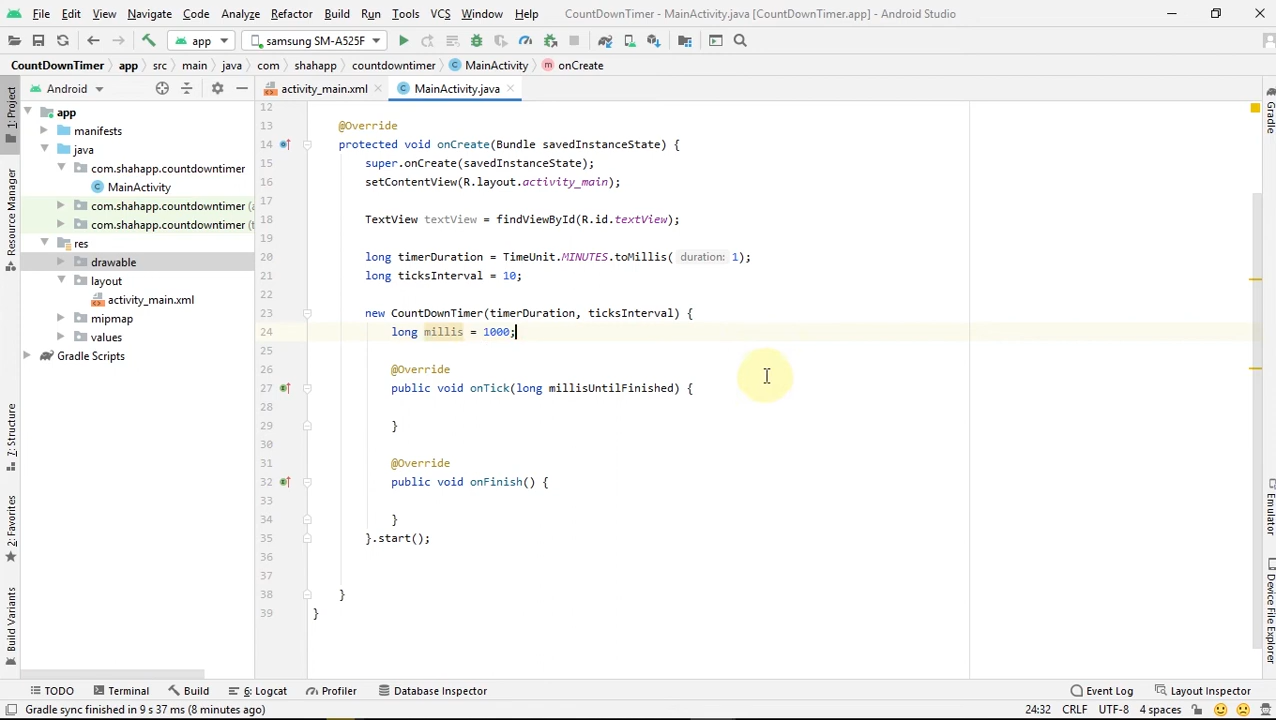 File Edit View Navigate Code Analyze Refactor Build Run Tools VCS Window Help CountDownTimer - MainActivity.java [CountDownTimer.app] - Android Studio
app samsung SM-A525F
CountDownTimer app src main java com shahapp countdowntimer MainActivity onCreate
Android activity_main.xml MainActivity.java
1: Project
Resource Manager
7: Structure
2: Favorites
Build Variants
app
manifests
java
com.shahapp.countdowntimer
MainActivity
com.shahapp.countdowntimer
com.shahapp.countdowntimer
res
drawable
layout
activity_main.xml
mipmap
values
Gradle Scripts
12
13 @Override
14 protected void onCreate(Bundle savedInstanceState) {
15 super.onCreate(savedInstanceState);
16 setContentView(R.layout.activity_main);
17
18 TextView textView = findViewById(R.id.textView);
19
20 long timerDuration = TimeUnit.MINUTES.toMillis( duration: 1);
21 long ticksInterval = 10;
22
23 new CountDownTimer(timerDuration, ticksInterval) {
24 long millis = 1000;
25
26 @Override
27 public void onTick(long millisUntilFinished) {
28
29 }
30
31 @Override
32 public void onFinish() {
33
34 }
35 }.start();
36
37
38 }
39 }
Gradle
Emulator
Device File Explorer
TODO Terminal Build 6: Logcat Profiler Database Inspector Event Log Layout Inspector
Gradle sync finished in 9 s 37 ms (8 minutes ago) 24:32 CRLF UTF-8 4 spaces